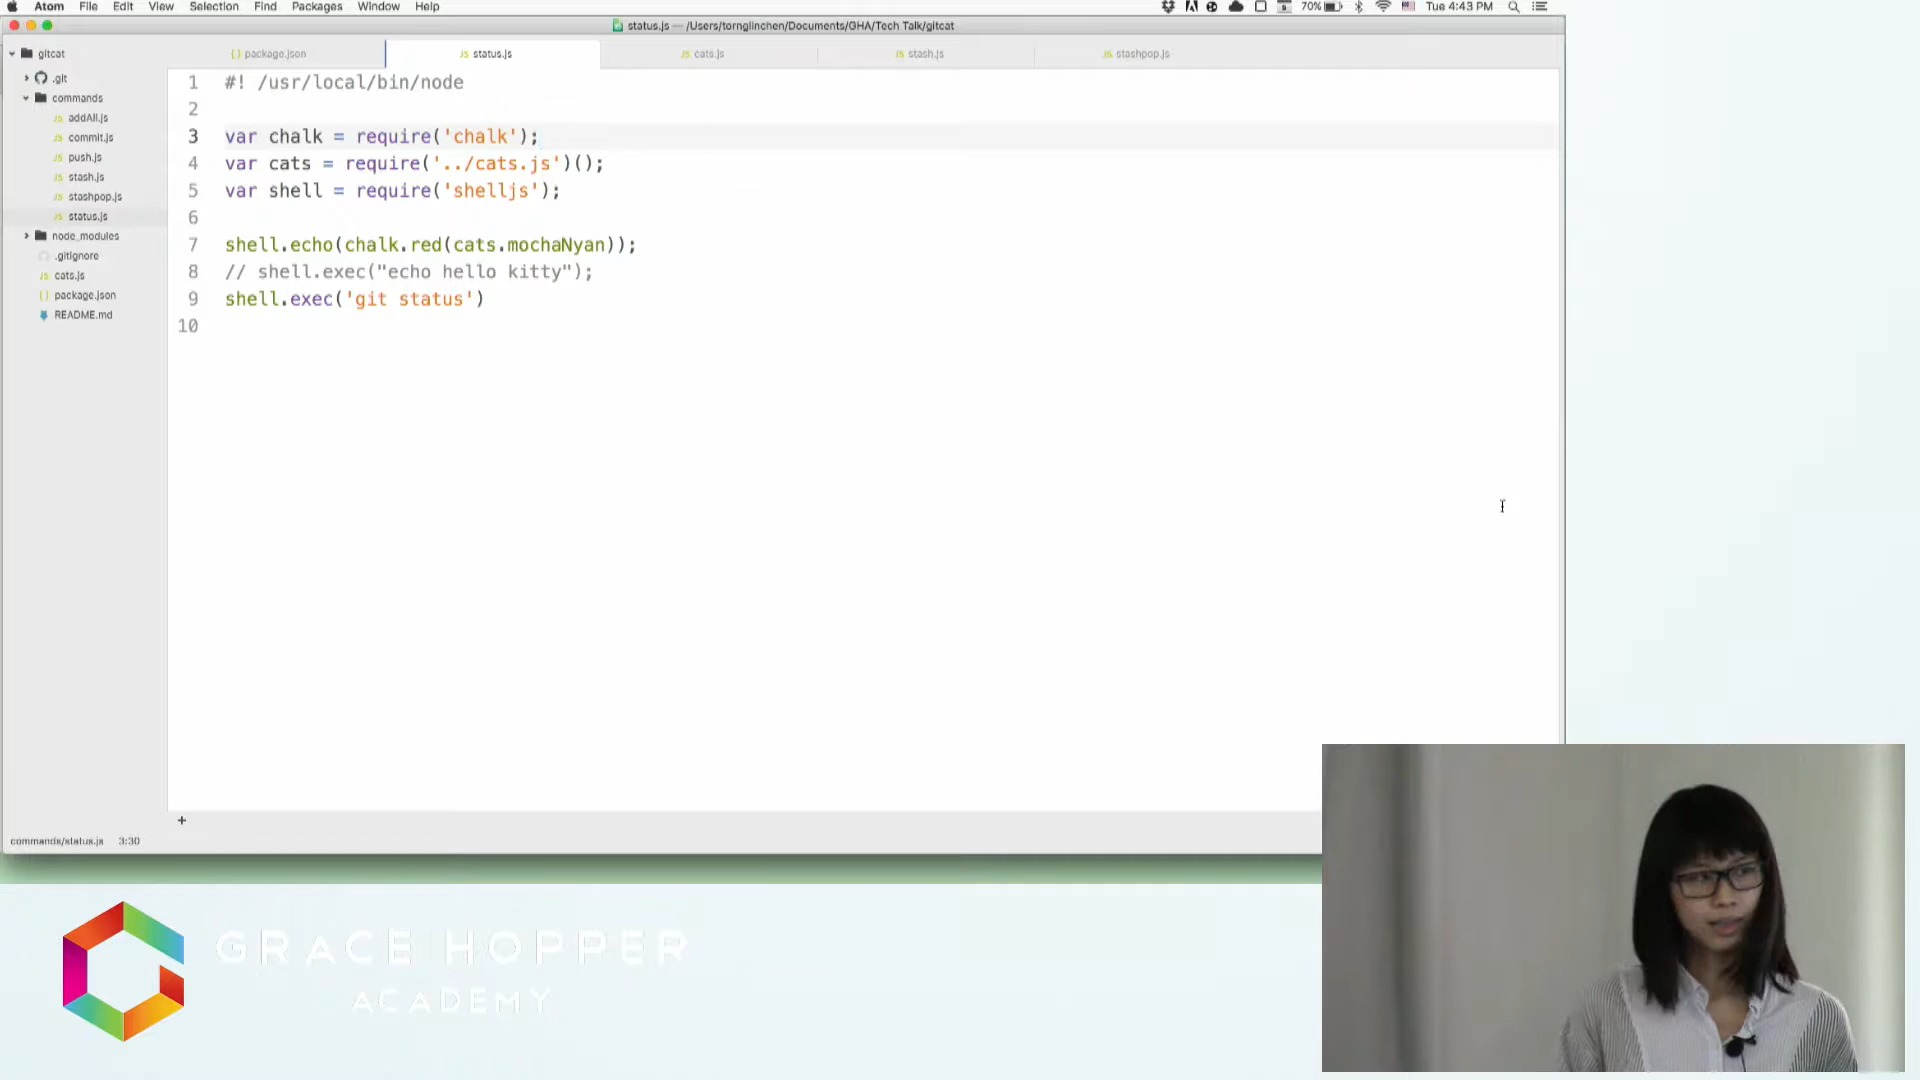 Atom File Edit View Selection Find Packages Window Help
70% Tue 4:43 PM
status.js — /Users/tornglinchen/Documents/GHA/Tech Talk/gitcat
gitcat
.git
commands
addAll.js
commit.js
push.js
stash.js
stashpop.js
status.js
node_modules
.gitignore
cats.js
package.json
README.md
package.json status.js cats.js stash.js stashpop.js
1 #! /usr/local/bin/node
2
3 var chalk = require('chalk');
4 var cats = require('../cats.js')();
5 var shell = require('shelljs');
6
7 shell.echo(chalk.red(cats.mochaNyan));
8 // shell.exec("echo hello kitty");
9 shell.exec('git status')
10
+
commands/status.js 3:30
GRACE HOPPER
ACADEMY